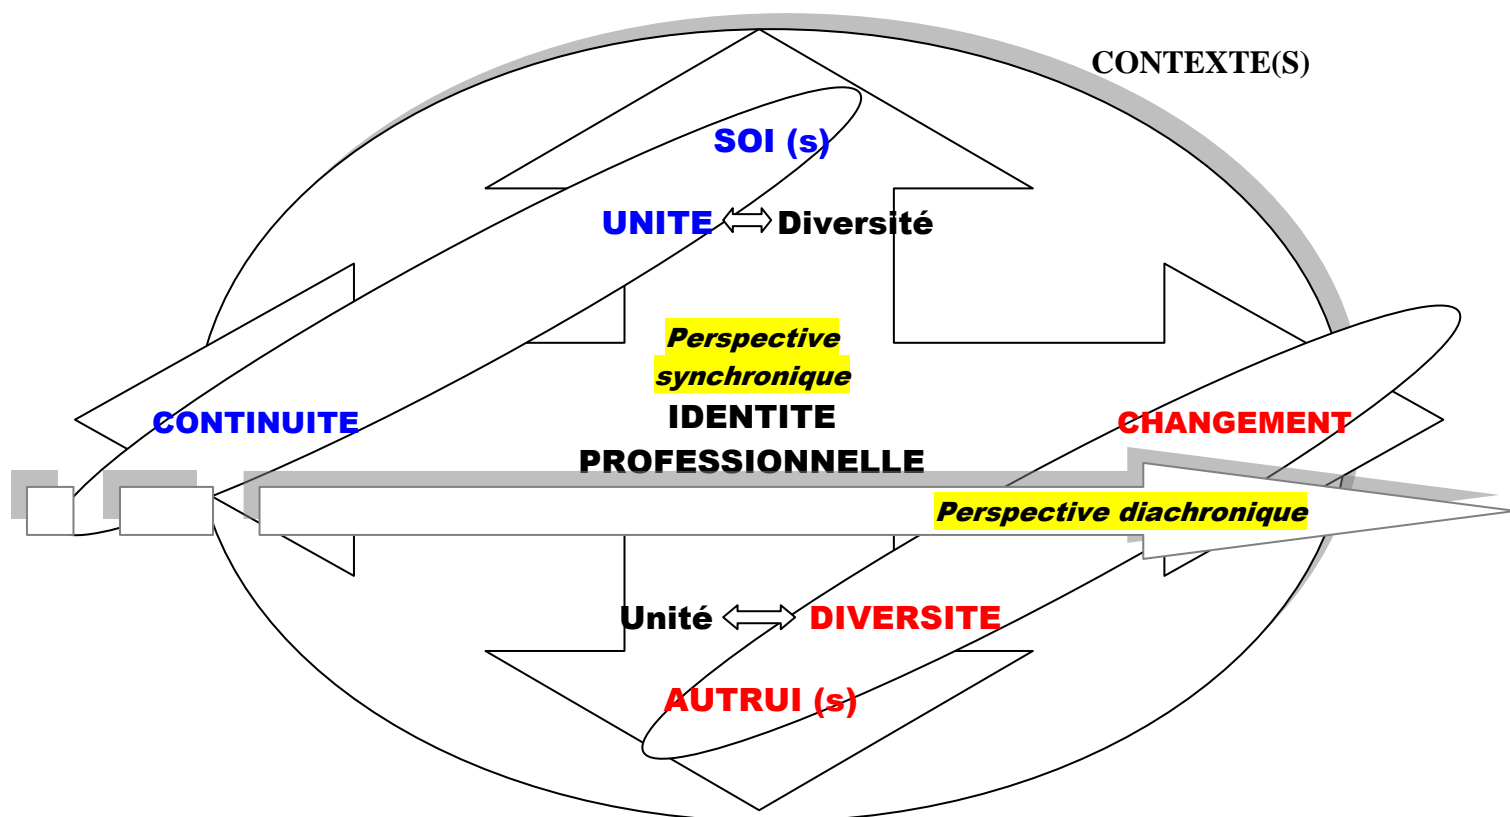 CONTEXTE(S)
SOI (s)
UNITE Diversité
Perspective
synchronique
IDENTITE
CONTINUITE
CHANGEMENT
PROFESSIONNELLE
Perspective diachronique
Unité DIVERSITE
AUTRUI (s)